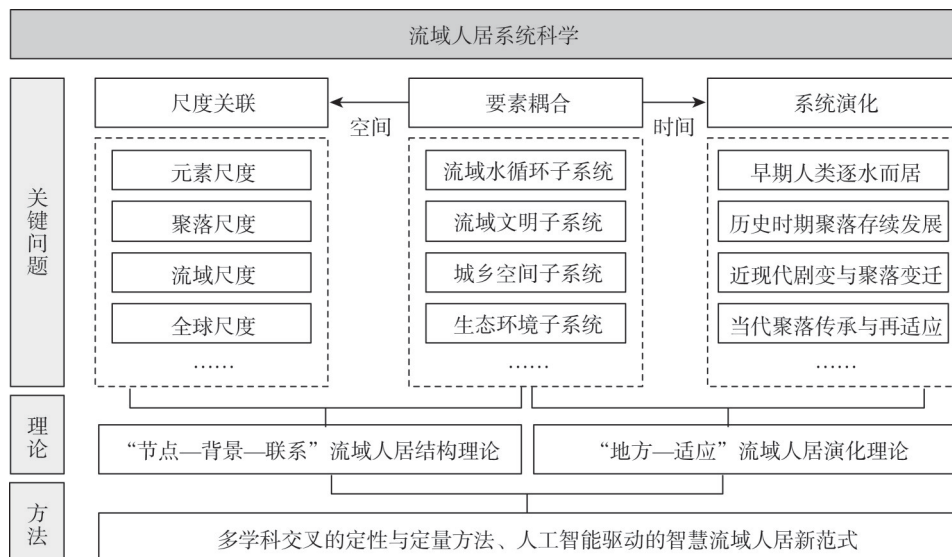 流域人居系统科学
关键问题
尺度关联
空间
要素耦合
时间
系统演化
元素尺度
聚落尺度
流域尺度
全球尺度
……
流域水循环子系统
流域文明子系统
城乡空间子系统
生态环境子系统
……
早期人类逐水而居
历史时期聚落存续发展
近现代剧变与聚落变迁
当代聚落传承与再适应
……
理论
“节点—背景—联系”流域人居结构理论
“地方—适应”流域人居演化理论
方法
多学科交叉的定性与定量方法、人工智能驱动的智慧流域人居新范式